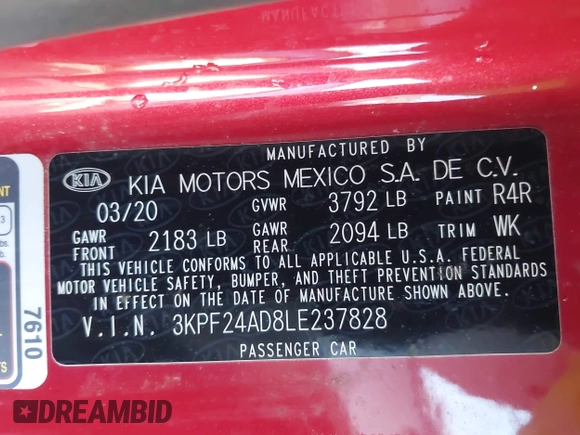 MANUFACTURED BY
KIA KIA MOTORS MEXICO S.A. DE C.V.
03/20 GVWR 3792 LB PAINT R4R
GAWR FRONT 2183 LB GAWR REAR 2094 LB TRIM WK
THIS VEHICLE CONFORMS TO ALL APPLICABLE U.S.A. FEDERAL
MOTOR VEHICLE SAFETY, BUMPER, AND THEFT PREVENTION STANDARDS
IN EFFECT ON THE DATE OF MANUFACTURE SHOWN ABOVE.
V.I.N. 3KPF24AD8LE237828
PASSENGER CAR
7610
DREAMBID